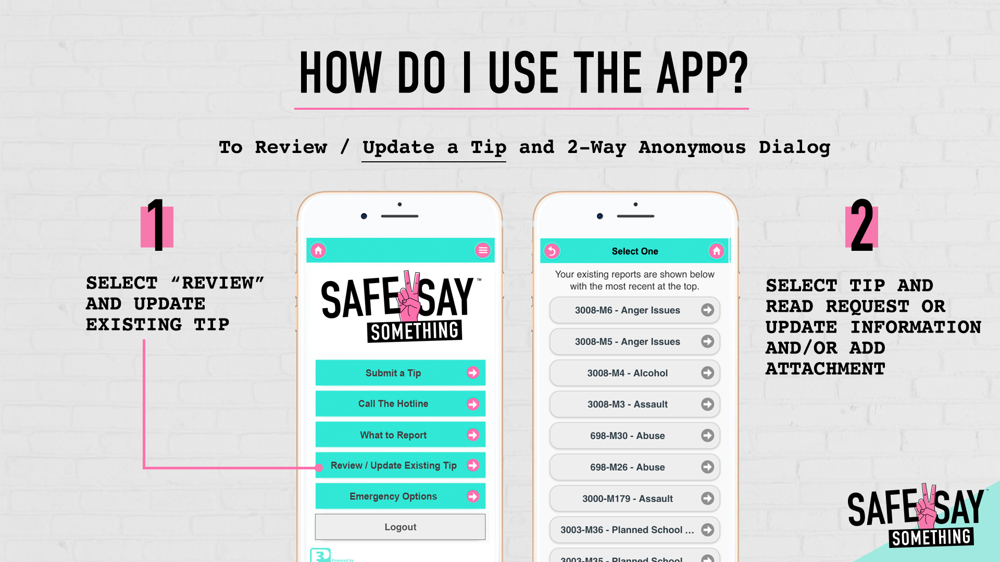 HOW DO I USE THE APP?
To Review / Update a Tip and 2-Way Anonymous Dialog
1
SELECT “REVIEW”
AND UPDATE
EXISTING TIP
SAFE SAY ™
SOMETHING
Submit a Tip
Call The Hotline
What to Report
Review / Update Existing Tip
Emergency Options
Logout
Powered by
Select One
Your existing reports are shown below
with the most recent at the top.
3008-M6 - Anger Issues
3008-M5 - Anger Issues
3008-M4 - Alcohol
3008-M3 - Assault
698-M30 - Abuse
698-M26 - Abuse
3000-M179 - Assault
3003-M36 - Planned School ...
3003-M35 - Planned School
2
SELECT TIP AND
READ REQUEST OR
UPDATE INFORMATION
AND/OR ADD
ATTACHMENT
SAFE SAY ™
SOMETHING